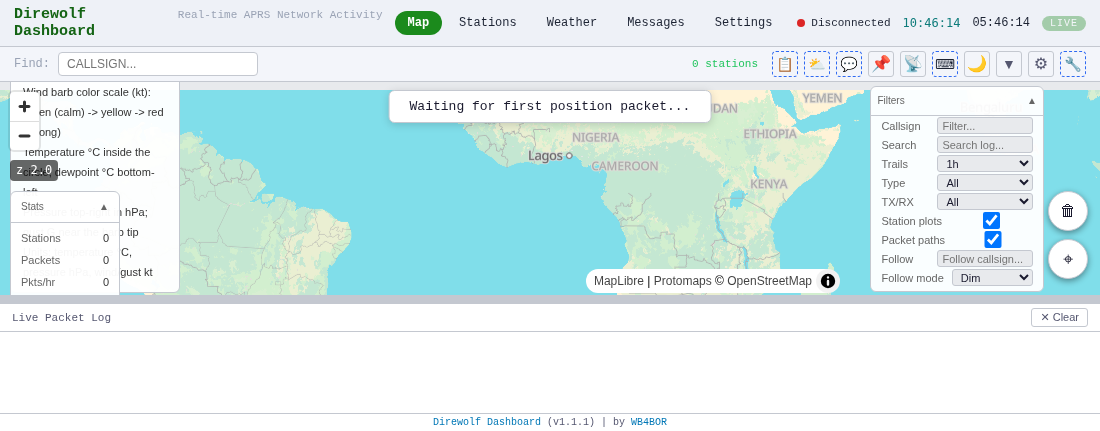 Direwolf Dashboard
Real-time APRS Network Activity
Map
Stations
Weather
Messages
Settings
Disconnected
10:46:14
05:46:14
LIVE
Find:
CALLSIGN...
0 stations
Wind barb color scale (kt):
(calm) -> yellow -> red
Temperature °C inside the
dewpoint °C bottom-
hPa;
tip
gust kt
+
−
z 2.0
Stats ▲
Stations 0
Packets 0
Pkts/hr 0
Waiting for first position packet...
YEMEN
NIGERIA
ETHIOPIA
Lagos
CAMEROON
KENYA
MapLibre | Protomaps © OpenStreetMap
Filters ▲
Callsign Filter...
Search Search log...
Trails 1h
Type All
TX/RX All
Station plots
Packet paths
Follow Follow callsign...
Follow mode Dim
Live Packet Log
✕ Clear
Direwolf Dashboard (v1.1.1) | by WB4BOR